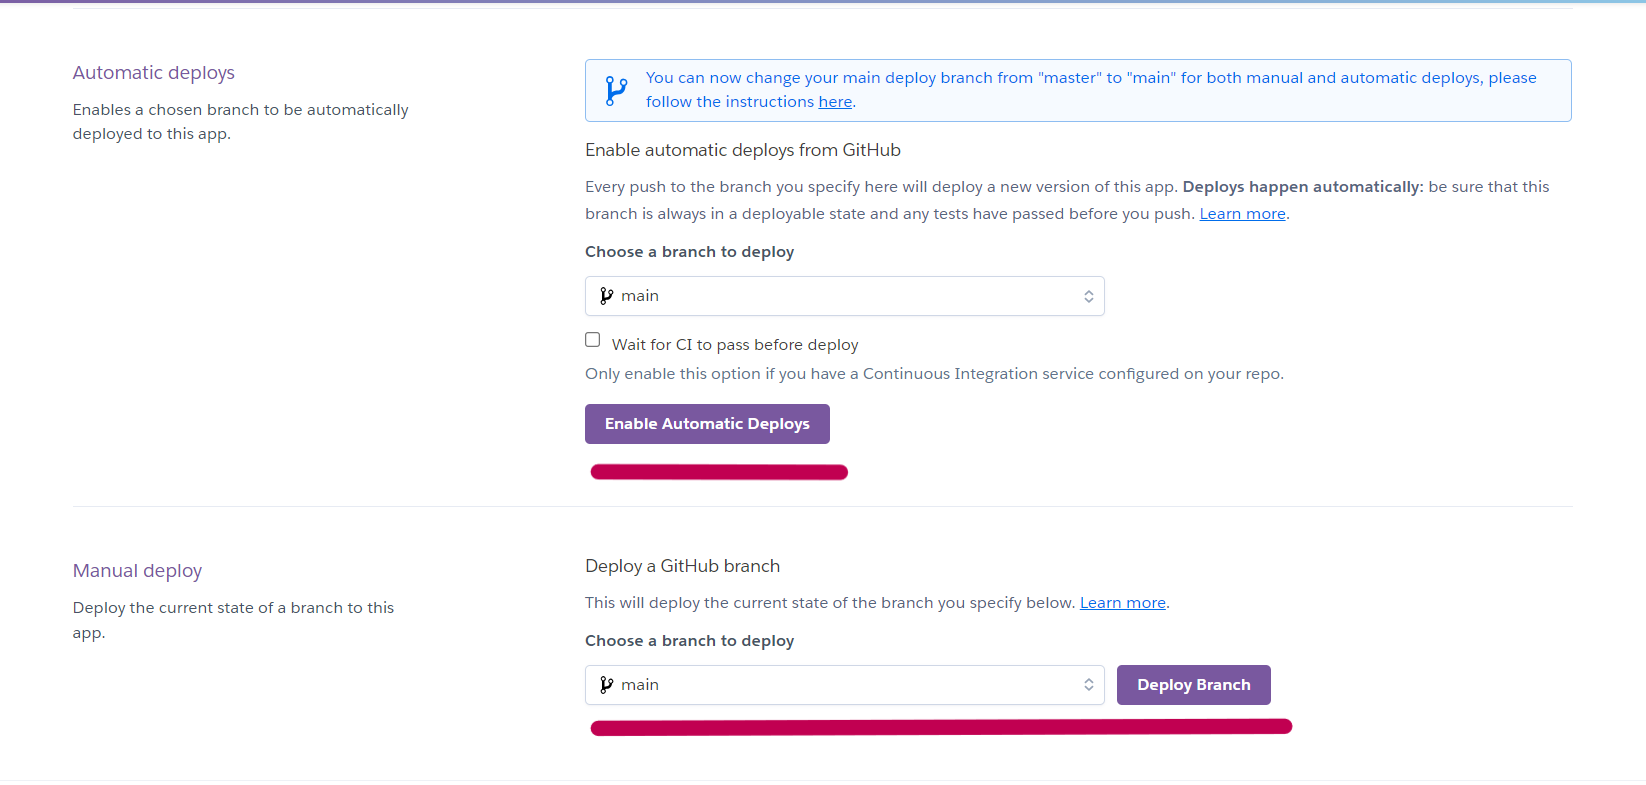 Automatic deploys
Enables a chosen branch to be automatically
deployed to this app.
You can now change your main deploy branch from "master" to "main" for both manual and automatic deploys, please
follow the instructions here.
Enable automatic deploys from GitHub
Every push to the branch you specify here will deploy a new version of this app. Deploys happen automatically: be sure that this
branch is always in a deployable state and any tests have passed before you push. Learn more.
Choose a branch to deploy
main
Wait for CI to pass before deploy
Only enable this option if you have a Continuous Integration service configured on your repo.
Enable Automatic Deploys
Manual deploy
Deploy the current state of a branch to this
app.
Deploy a GitHub branch
This will deploy the current state of the branch you specify below. Learn more.
Choose a branch to deploy
main
Deploy Branch